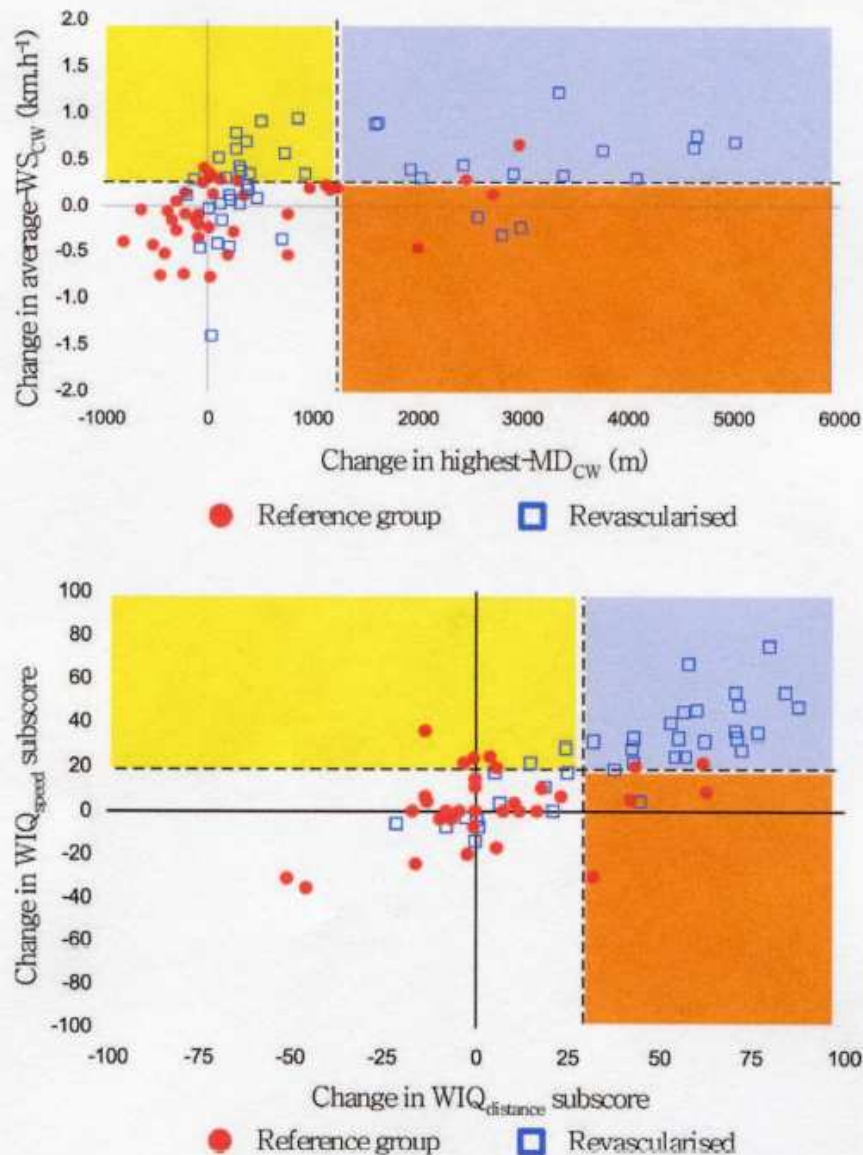 2.0
1.5
1.0
0.5
0.0
-0.5
-1.0
-1.5
-2.0
Change in average-WS_CW (km.h⁻¹)
-1000 0 1000 2000 3000 4000 5000 6000
Change in highest-MD_CW (m)
Reference group Revascularised
100
80
60
40
20
0
-20
-40
-60
-80
-100
Change in WIQ_speed subscore
-100 -75 -50 -25 0 25 50 75 100
Change in WIQ_distance subscore
Reference group Revascularised